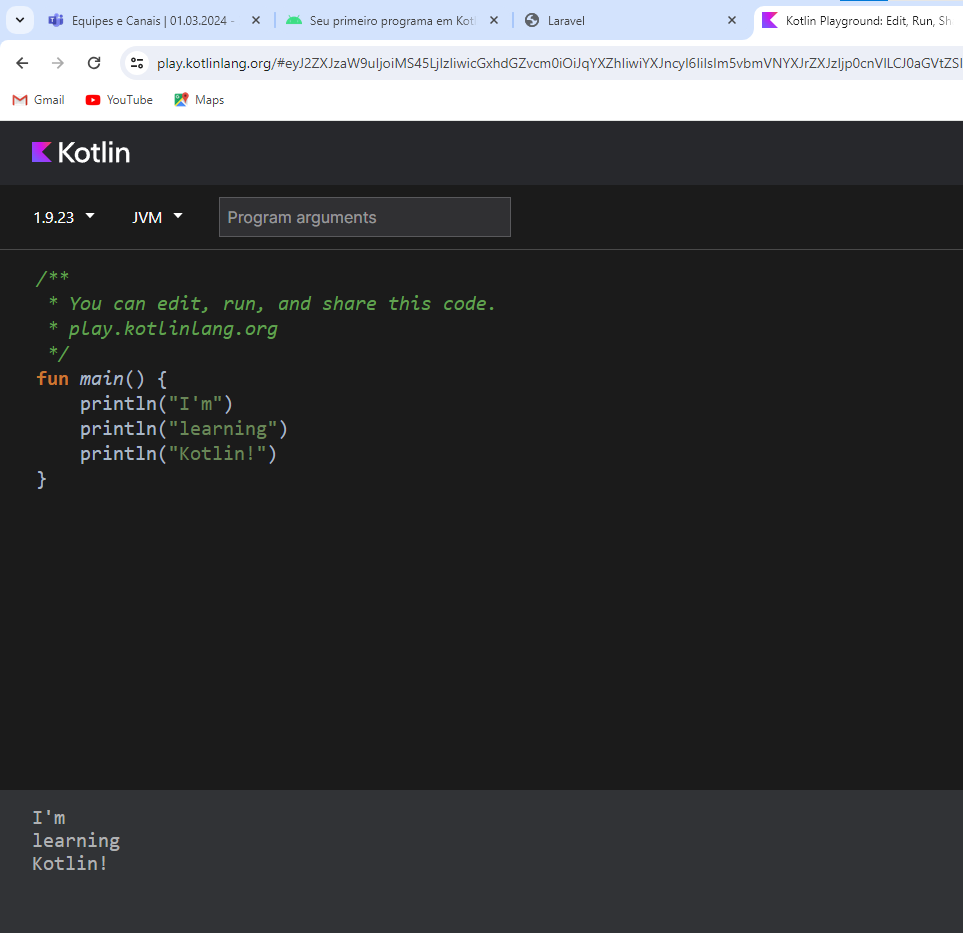 Equipes e Canais | 01.03.2024 -
Seu primeiro programa em Kotl
Laravel
Kotlin Playground: Edit, Run, Sh
play.kotlinlang.org/
Gmail
YouTube
Maps
Kotlin
1.9.23
JVM
Program arguments
/**
* You can edit, run, and share this code.
* play.kotlinlang.org
*/
fun main() {
println("I'm")
println("learning")
println("Kotlin!")
}
I'm
learning
Kotlin!